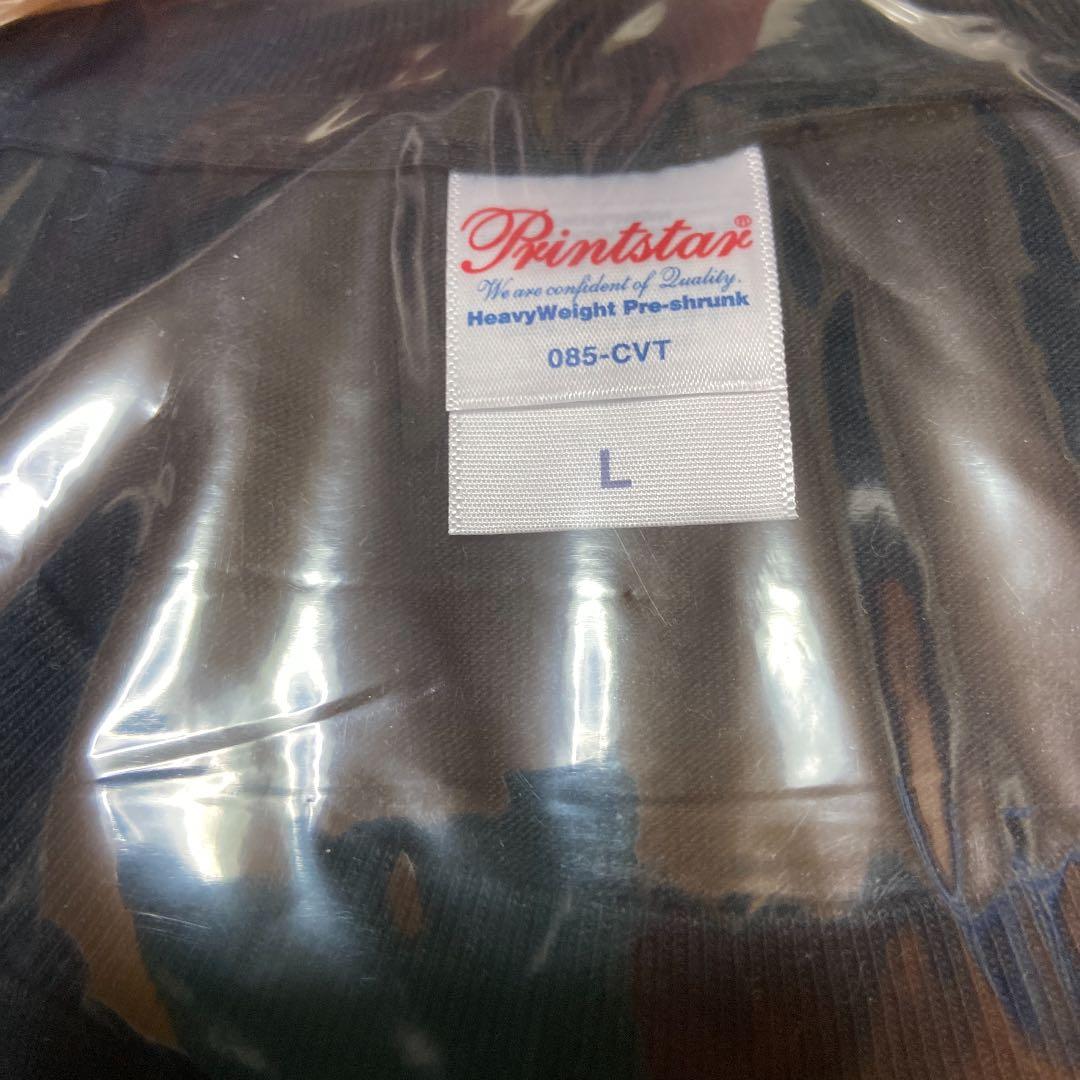 Printstar®
We are confident of Quality.
HeavyWeight Pre-shrunk
085-CVT
L